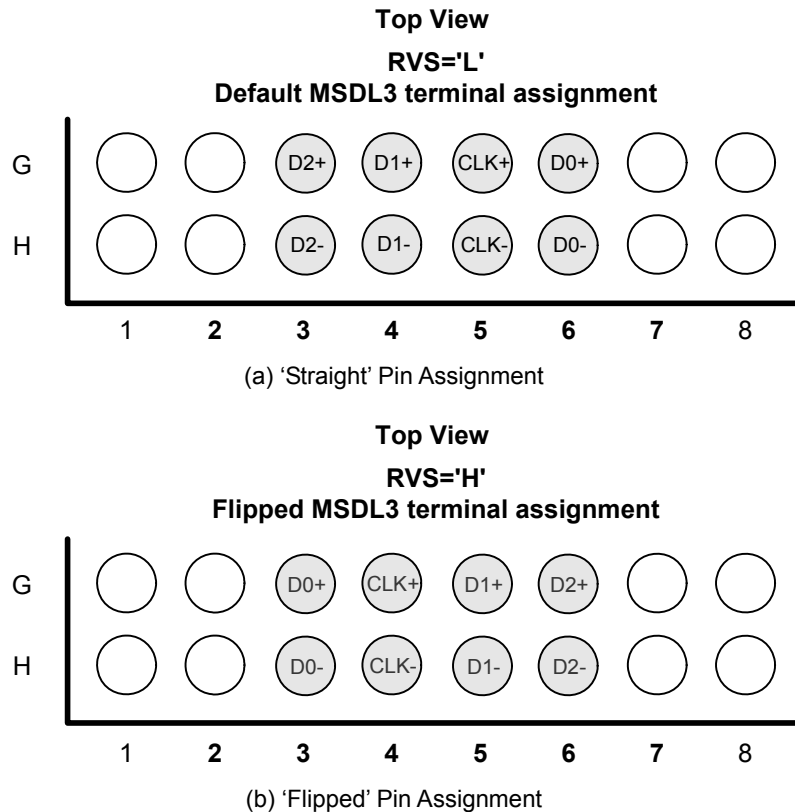 Top View
RVS='L'
Default MSDL3 terminal assignment
G D2+ D1+ CLK+ D0+
H D2- D1- CLK- D0-
1 2 3 4 5 6 7 8
(a) ‘Straight’ Pin Assignment
Top View
RVS='H'
Flipped MSDL3 terminal assignment
G D0+ CLK+ D1+ D2+
H D0- CLK- D1- D2-
1 2 3 4 5 6 7 8
(b) ‘Flipped’ Pin Assignment